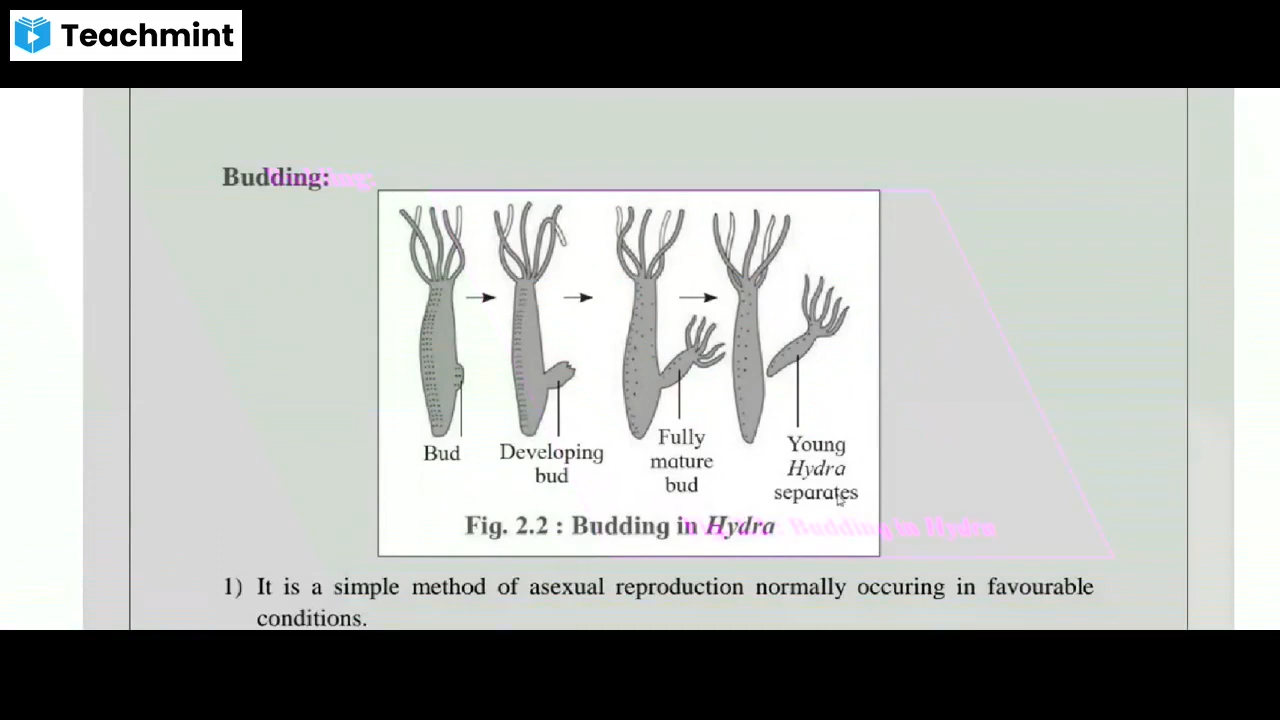 Teachmint
Budding:
Bud
Developing
bud
Fully
mature
bud
Young
Hydra
separates
Fig. 2.2 : Budding in Hydra
1) It is a simple method of asexual reproduction normally occuring in favourable
conditions.